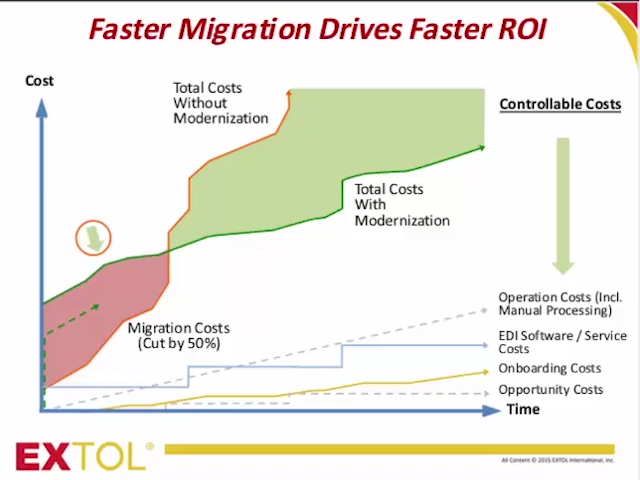 Faster Migration Drives Faster ROI
Cost
Total Costs
Without
Modernization
Controllable Costs
Total Costs
With
Modernization
Migration Costs
(Cut by 50%)
Operation Costs (Incl.
Manual Processing)
EDI Software / Service
Costs
Onboarding Costs
Opportunity Costs
Time
EXTOL®
All Content © 2015 EXTOL International, Inc.